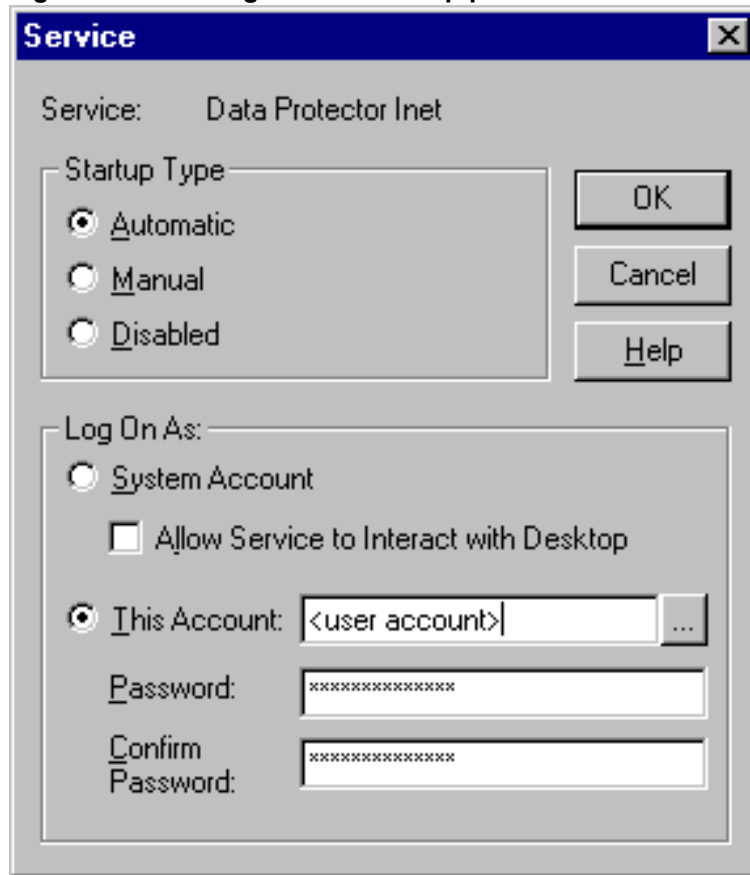 Service
Service: Data Protector Inet
Startup Type
Automatic
Manual
Disabled
OK
Cancel
Help
Log On As:
System Account
Allow Service to Interact with Desktop
This Account: <user account> ...
Password: **************
Confirm
Password: **************